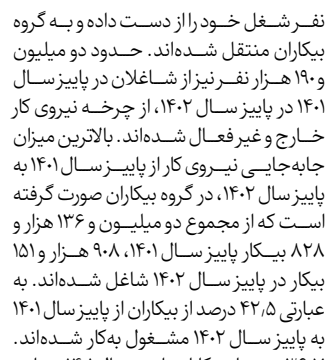 نفر شغل خود را از دست داده و به گروه
بیکاران منتقل شده‌اند. حدود دو میلیون
و ۱۹۰ هزار نفر نیز از شاغلان در پاییز سال
۱۴۰۱ در پاییز سال ۱۴۰۲، از چرخه نیروی کار
خارج و غیر فعال شده‌اند. بالاترین میزان
جابه‌جایی نیروی کار از پاییز سال ۱۴۰۱ به
پاییز سال ۱۴۰۲، در گروه بیکاران صورت گرفته
است که از مجموع دو میلیون و ۱۳۶ هزار و
۸۲۸ بیکار پاییز سال ۱۴۰۱، ۹۰۸ هزار و ۱۵۱
بیکار در پاییز سال ۱۴۰۲ شاغل شده‌اند. به
عبارتی ۴۲٫۵ درصد از بیکاران از پاییز سال ۱۴۰۱
به پاییز سال ۱۴۰۲ مشغول به‌کار شده‌اند.